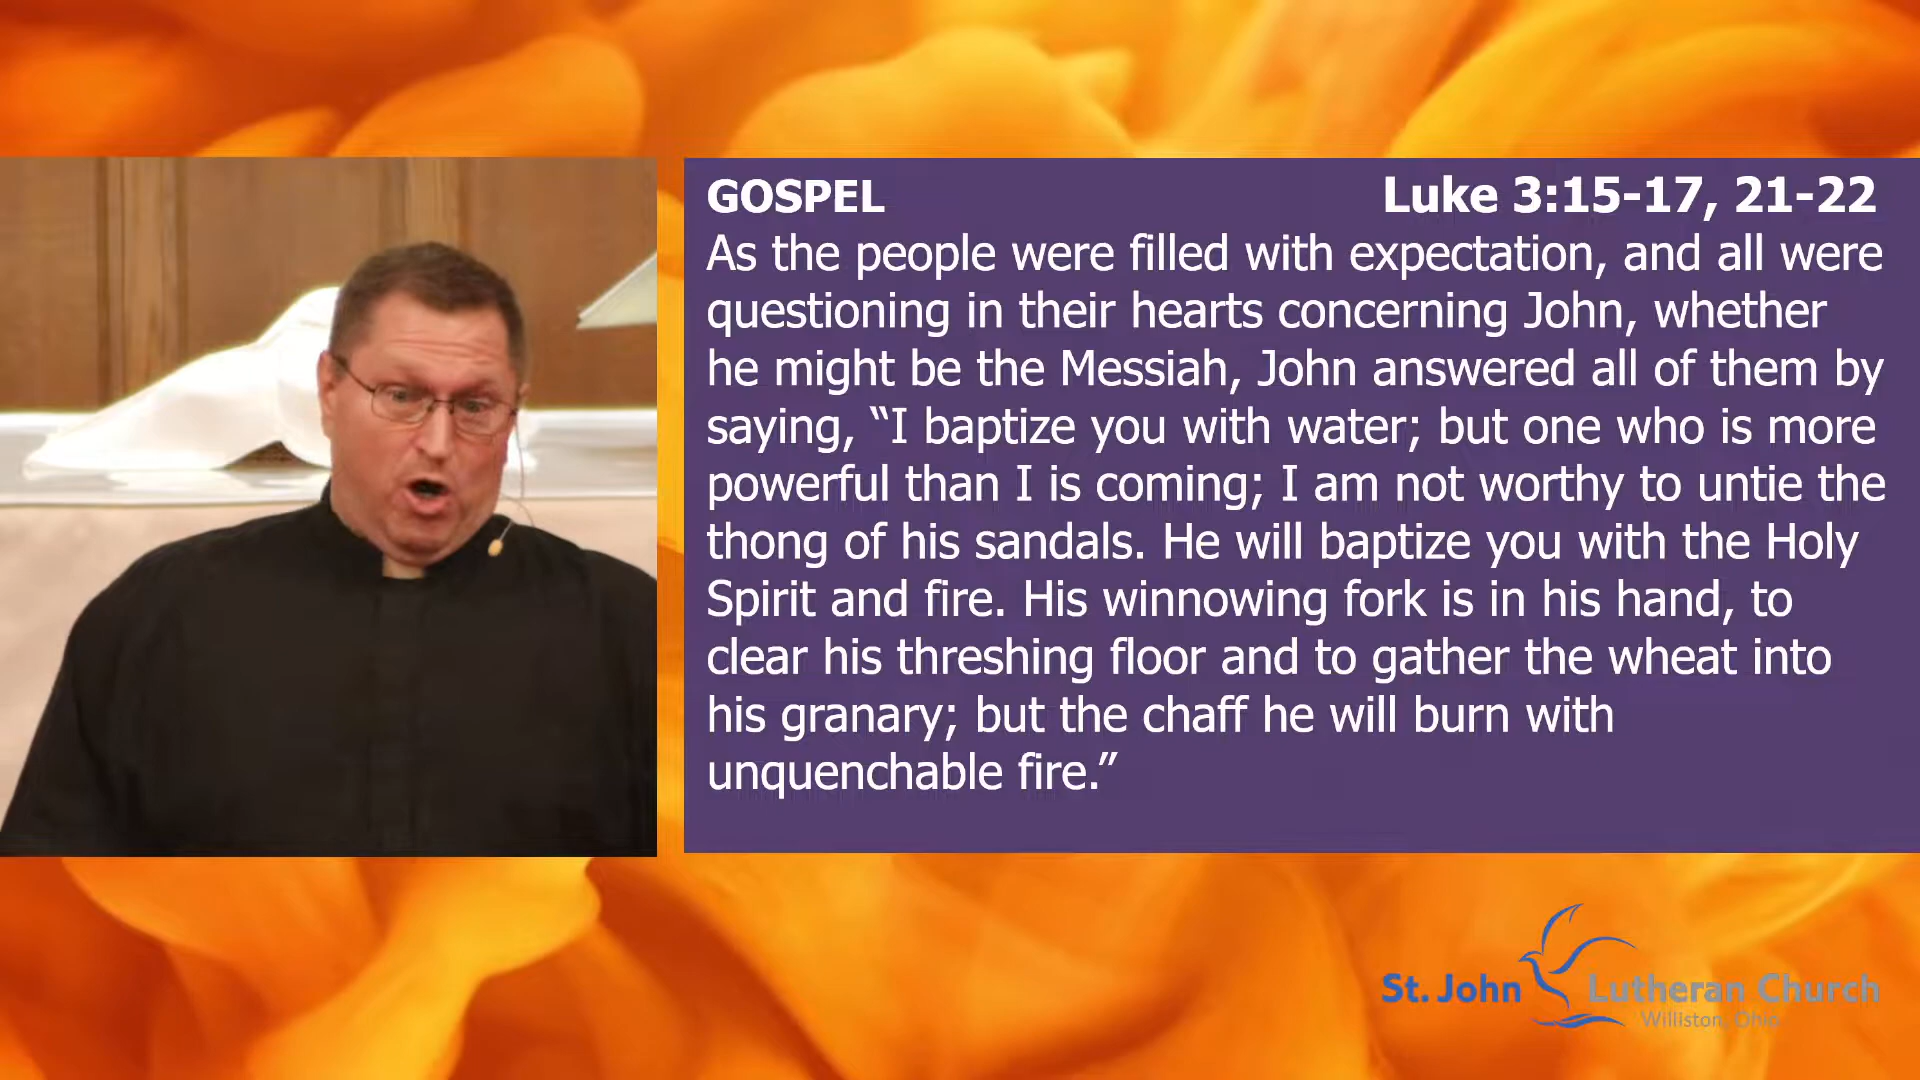 GOSPEL Luke 3:15-17, 21-22
As the people were filled with expectation, and all were
questioning in their hearts concerning John, whether
he might be the Messiah, John answered all of them by
saying, “I baptize you with water; but one who is more
powerful than I is coming; I am not worthy to untie the
thong of his sandals. He will baptize you with the Holy
Spirit and fire. His winnowing fork is in his hand, to
clear his threshing floor and to gather the wheat into
his granary; but the chaff he will burn with
unquenchable fire.”
St. John Lutheran Church
Williston, Ohio